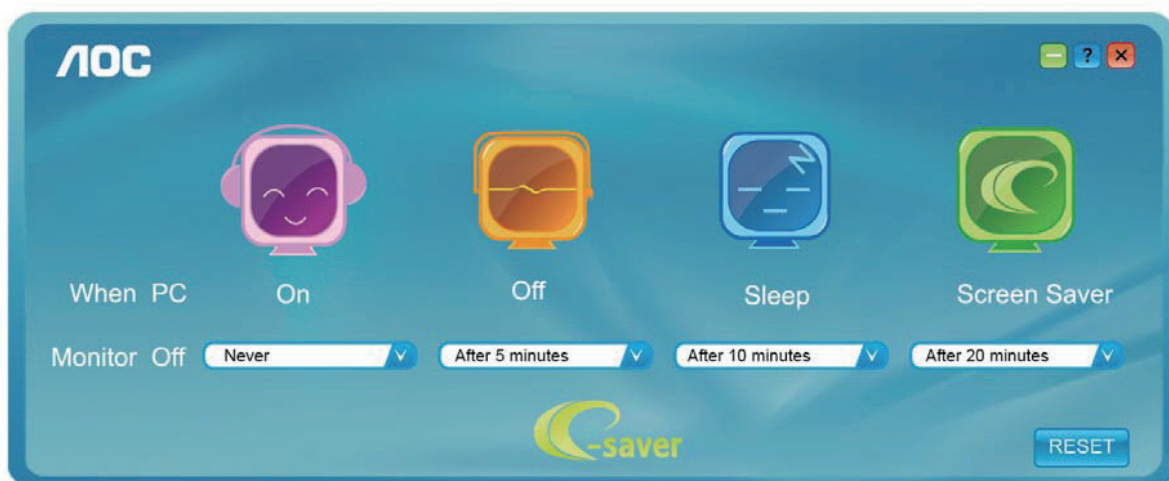 AOC
?
When PC On Off Sleep Screen Saver
Monitor Off Never After 5 minutes After 10 minutes After 20 minutes
e-saver
RESET